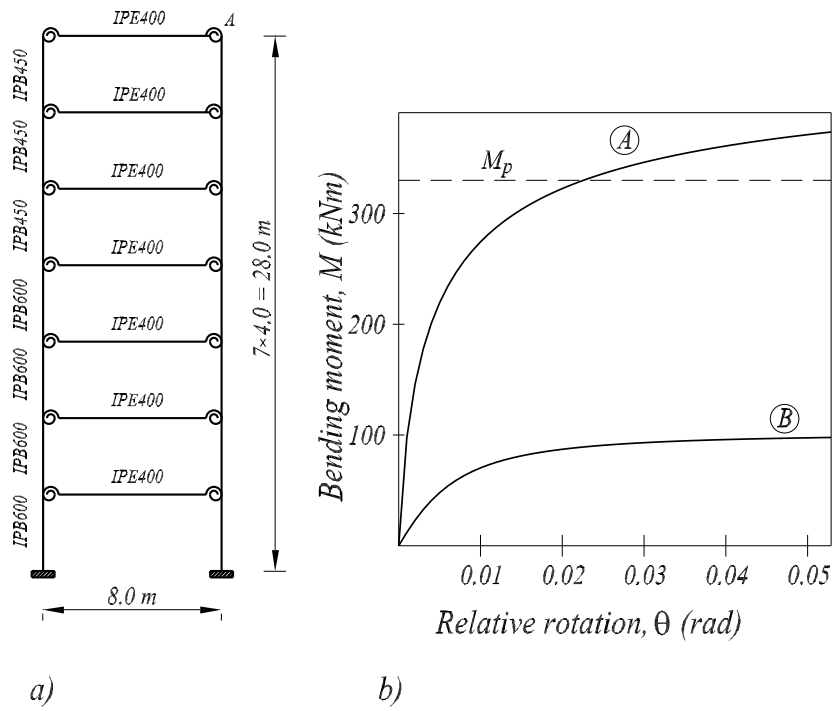 IPE400
A
IPB450
IPE400
IPB450
IPE400
IPB450
IPE400
IPB600
IPE400
IPB600
IPE400
IPB600
IPE400
IPB600
7×4.0 = 28.0 m
8.0 m
a)
Bending moment, M (kNm)
300
200
100
A
Mp
B
0.01 0.02 0.03 0.04 0.05
Relative rotation, θ (rad)
b)